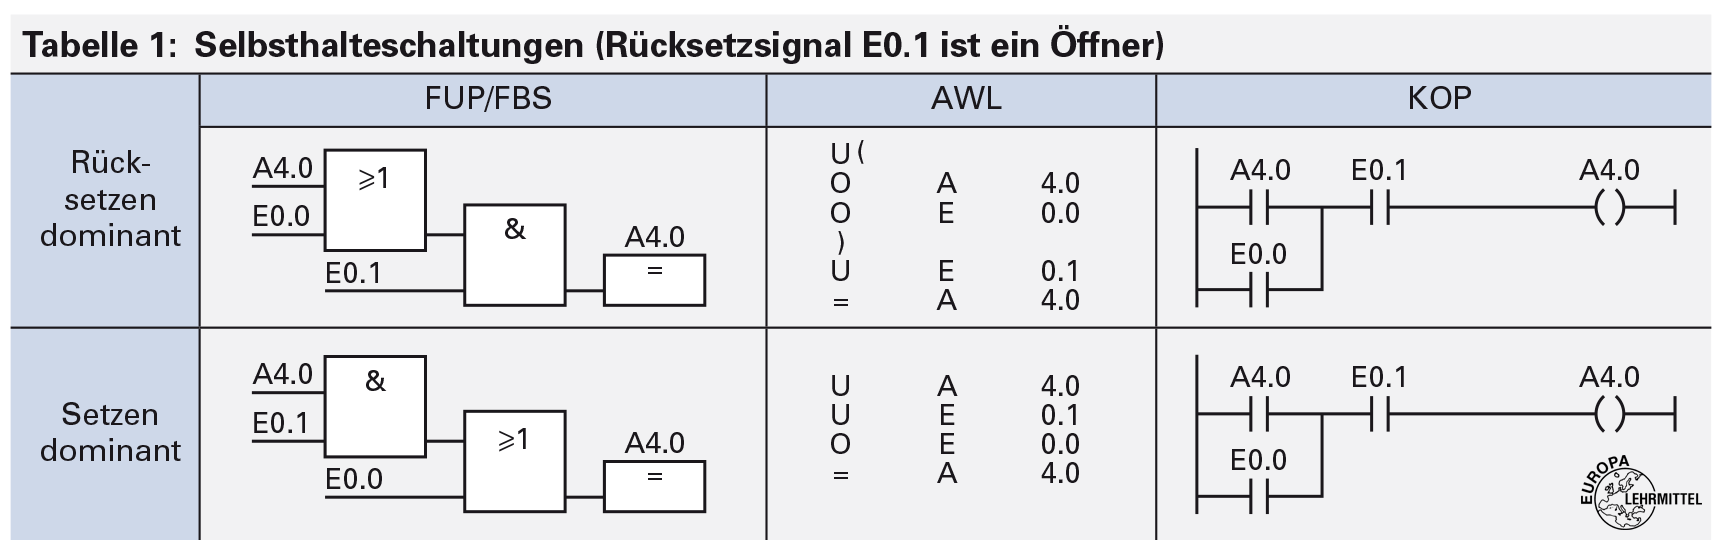 Tabelle 1: Selbsthalteschaltungen (Rücksetzsignal E0.1 ist ein Öffner)
FUP/FBS AWL KOP
Rück-
setzen
dominant
A4.0
E0.0
≥1
E0.1
&
A4.0
=
U(
O A 4.0
O E 0.0
)
U E 0.1
= A 4.0
A4.0 E0.1 A4.0
( )
E0.0
Setzen
dominant
A4.0
E0.1
&
E0.0
≥1
A4.0
=
U A 4.0
U E 0.1
O E 0.0
= A 4.0
A4.0 E0.1 A4.0
( )
E0.0
EUROPA
LEHRMITTEL